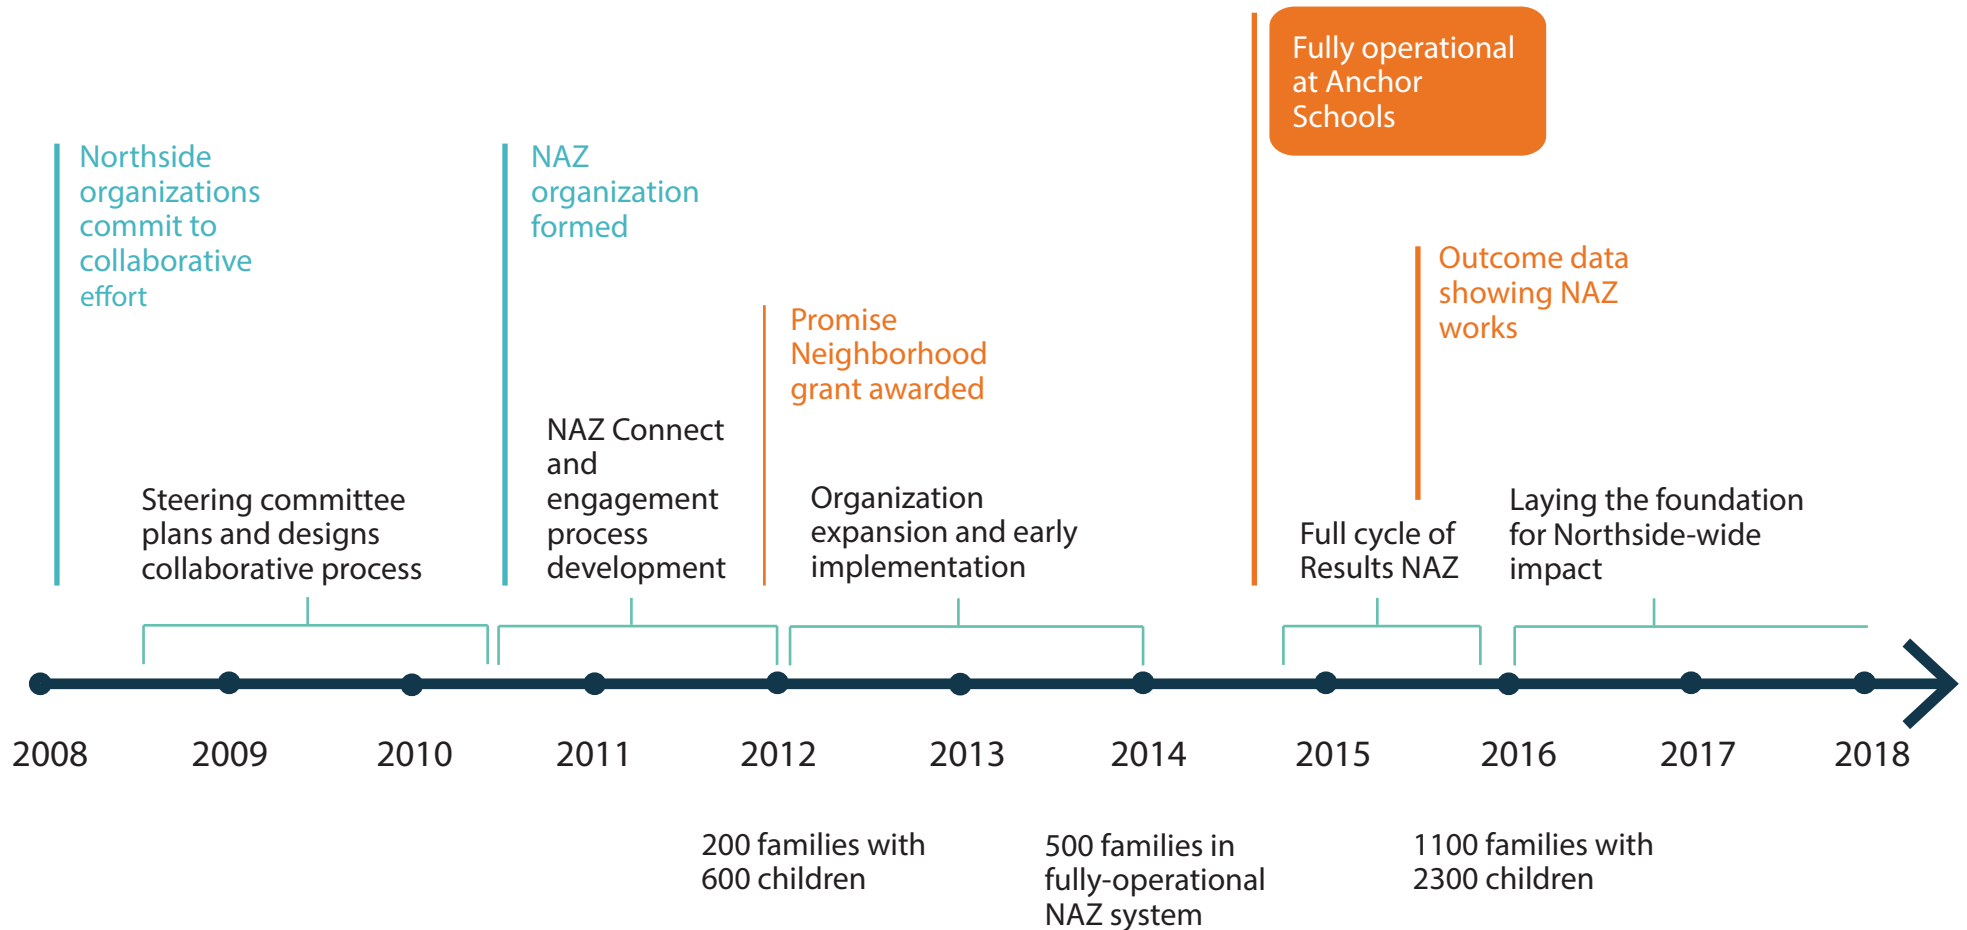 Fully operational
at Anchor
Schools
Northside
organizations
commit to
collaborative
effort
NAZ
organization
formed
Outcome data
showing NAZ
works
Promise
Neighborhood
grant awarded
NAZ Connect
and
engagement
process
development
Steering committee
plans and designs
collaborative process
Organization
expansion and early
implementation
Full cycle of
Results NAZ
Laying the foundation
for Northside-wide
impact
2008 2009 2010 2011 2012 2013 2014 2015 2016 2017 2018
200 families with
600 children
500 families in
fully-operational
NAZ system
1100 families with
2300 children